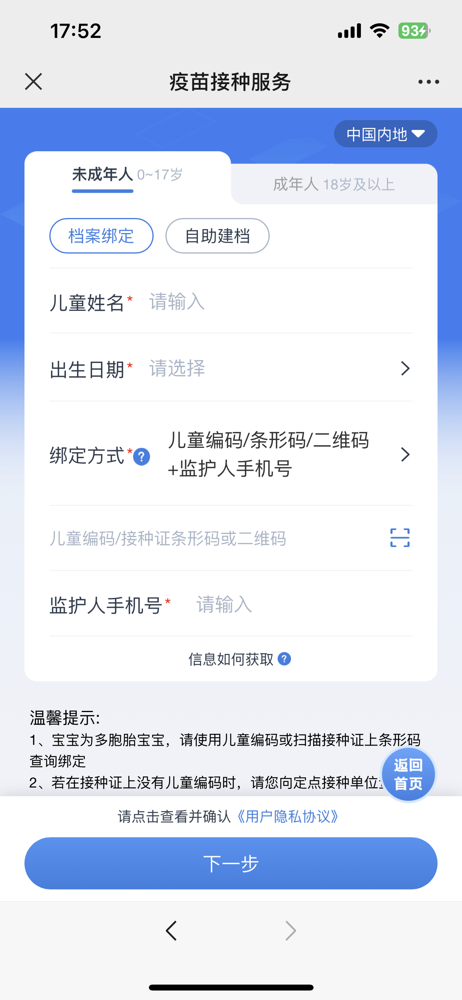 17:52
93
疫苗接种服务
中国内地
未成年人 0~17岁
成年人 18岁及以上
档案绑定
自助建档
儿童姓名* 请输入
出生日期* 请选择
绑定方式* ? 儿童编码/条形码/二维码
+监护人手机号
儿童编码/接种证条形码或二维码
监护人手机号* 请输入
信息如何获取 ?
温馨提示:
1、宝宝为多胞胎宝宝，请使用儿童编码或扫描接种证上条形码
查询绑定
2、若在接种证上没有儿童编码时，请您向定点接种单位
返回
首页
请点击查看并确认《用户隐私协议》
下一步